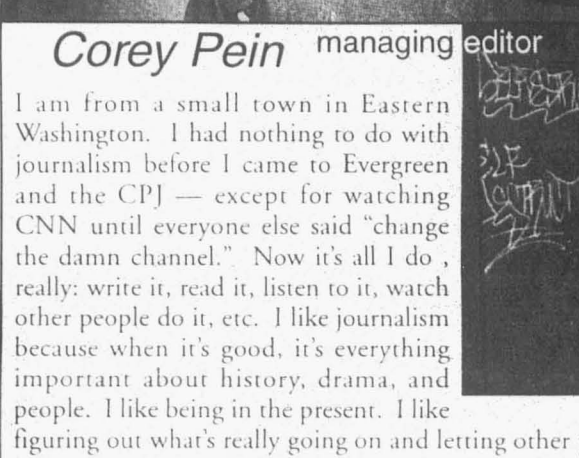 Corey Pein managing editor
I am from a small town in Eastern
Washington. I had nothing to do with
journalism before I came to Evergreen
and the CPJ — except for watching
CNN until everyone else said “change
the damn channel.” Now it's all I do ,
really: write it, read it, listen to it, watch
other people do it, etc. I like journalism
because when it's good, it's everything
important about history, drama, and
people. I like being in the present. I like
figuring out what's really going on and letting other